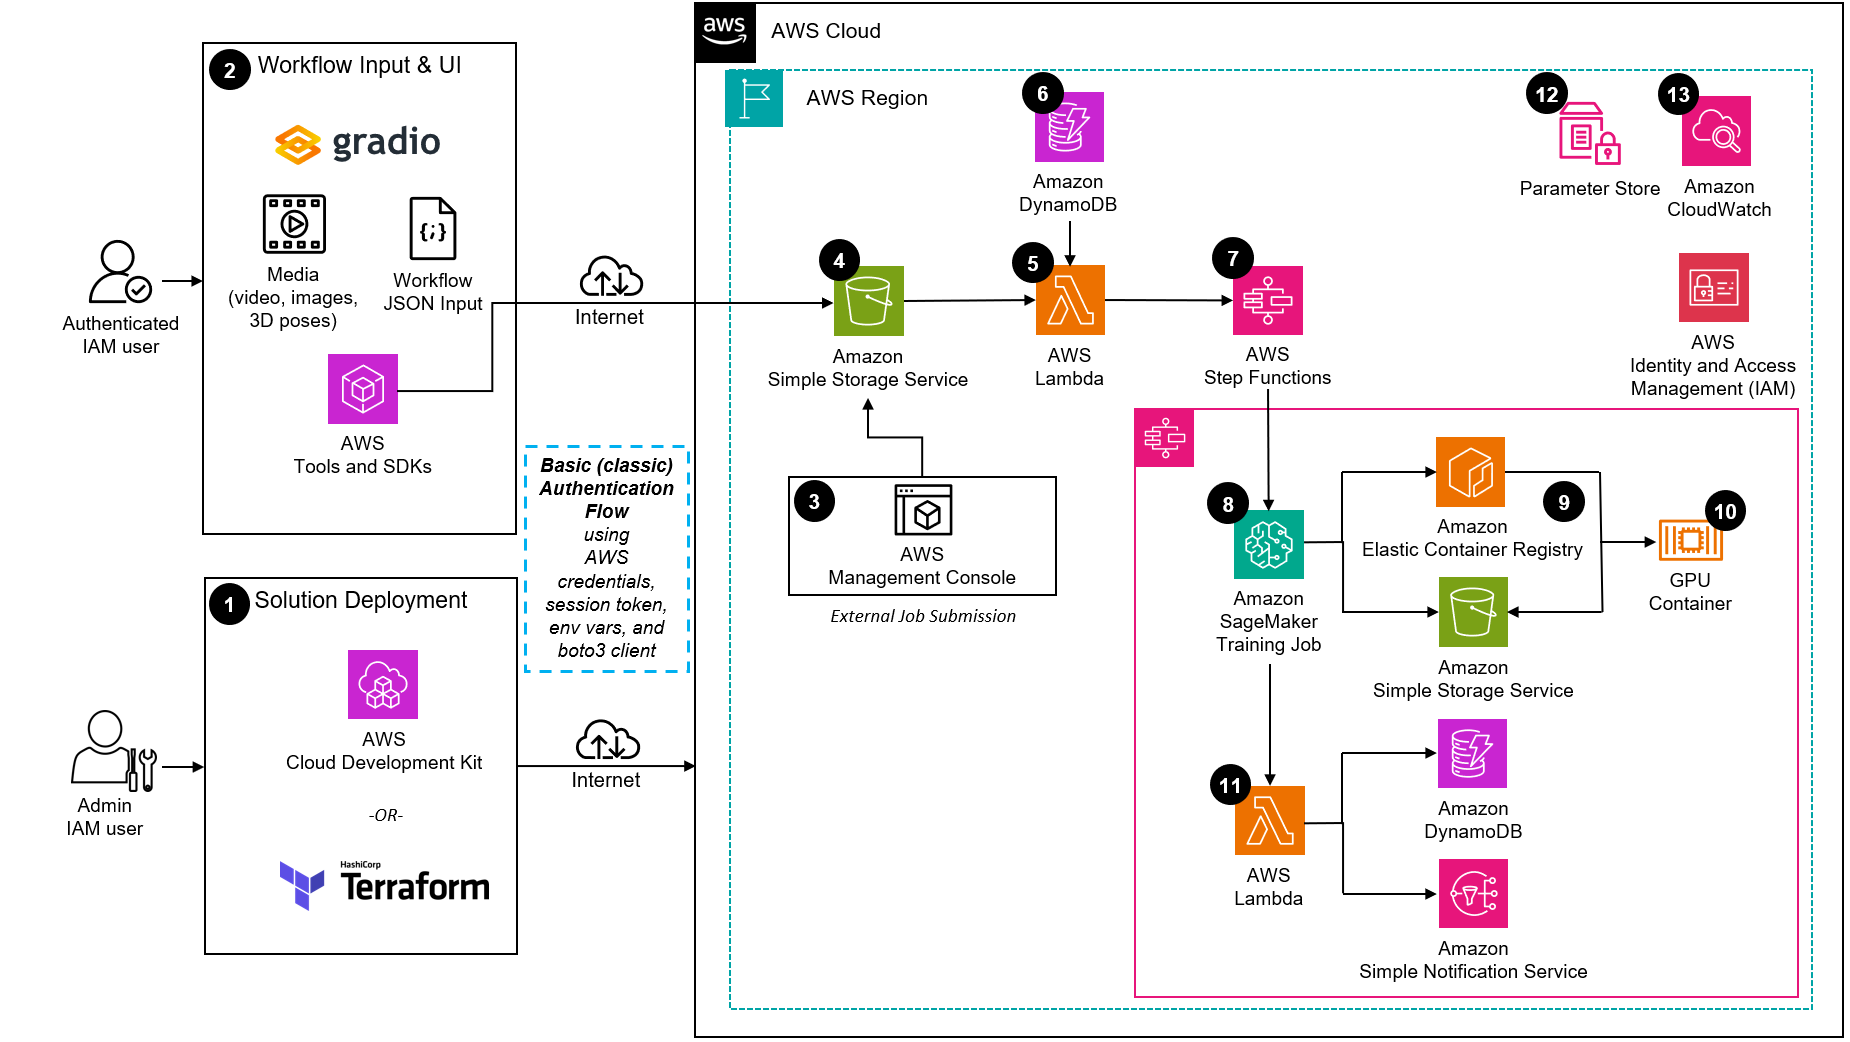 aws
AWS Cloud
2
Workflow Input & UI
gradio
Media
(video, images,
3D poses)
{;}
Workflow
JSON Input
AWS
Tools and SDKs
Authenticated
IAM user
Internet
Basic (classic)
Authentication
Flow
using
AWS
credentials,
session token,
env vars, and
boto3 client
1
Solution Deployment
AWS
Cloud Development Kit
-OR-
HashiCorp
Terraform
Admin
IAM user
Internet
AWS Region
6
Amazon
DynamoDB
12
Parameter Store
13
Amazon
CloudWatch
4
Amazon
Simple Storage Service
5
AWS
Lambda
7
AWS
Step Functions
AWS
Identity and Access
Management (IAM)
3
AWS
Management Console
External Job Submission
8
Amazon
SageMaker
Training Job
Amazon
Elastic Container Registry
9
10
GPU
Container
Amazon
Simple Storage Service
11
AWS
Lambda
Amazon
DynamoDB
Amazon
Simple Notification Service